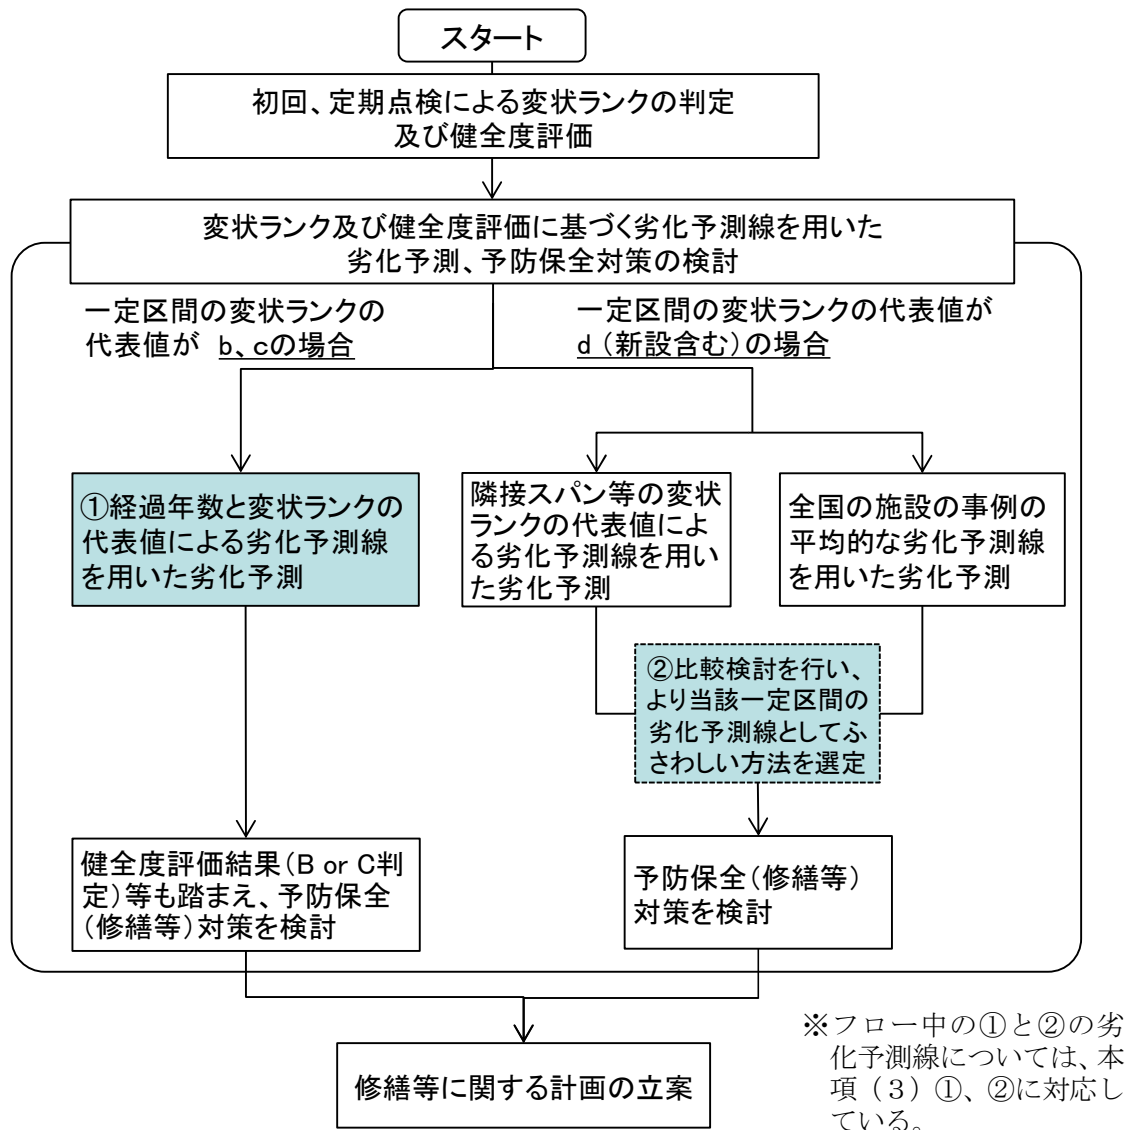 スタート
初回、定期点検による変状ランクの判定
及び健全度評価
変状ランク及び健全度評価に基づく劣化予測線を用いた
劣化予測、予防保全対策の検討
一定区間の変状ランクの
代表値が b、cの場合
一定区間の変状ランクの代表値が
d（新設含む）の場合
①経過年数と変状ランクの
代表値による劣化予測線
を用いた劣化予測
隣接スパン等の変状
ランクの代表値によ
る劣化予測線を用い
た劣化予測
全国の施設の事例の
平均的な劣化予測線
を用いた劣化予測
②比較検討を行い、
より当該一定区間の
劣化予測線としてふ
さわしい方法を選定
健全度評価結果（B or C判
定）等も踏まえ、予防保全
（修繕等）対策を検討
予防保全（修繕等）
対策を検討
修繕等に関する計画の立案
※フロー中の①と②の劣
化予測線については、本
項（３）①、②に対応し
ている。